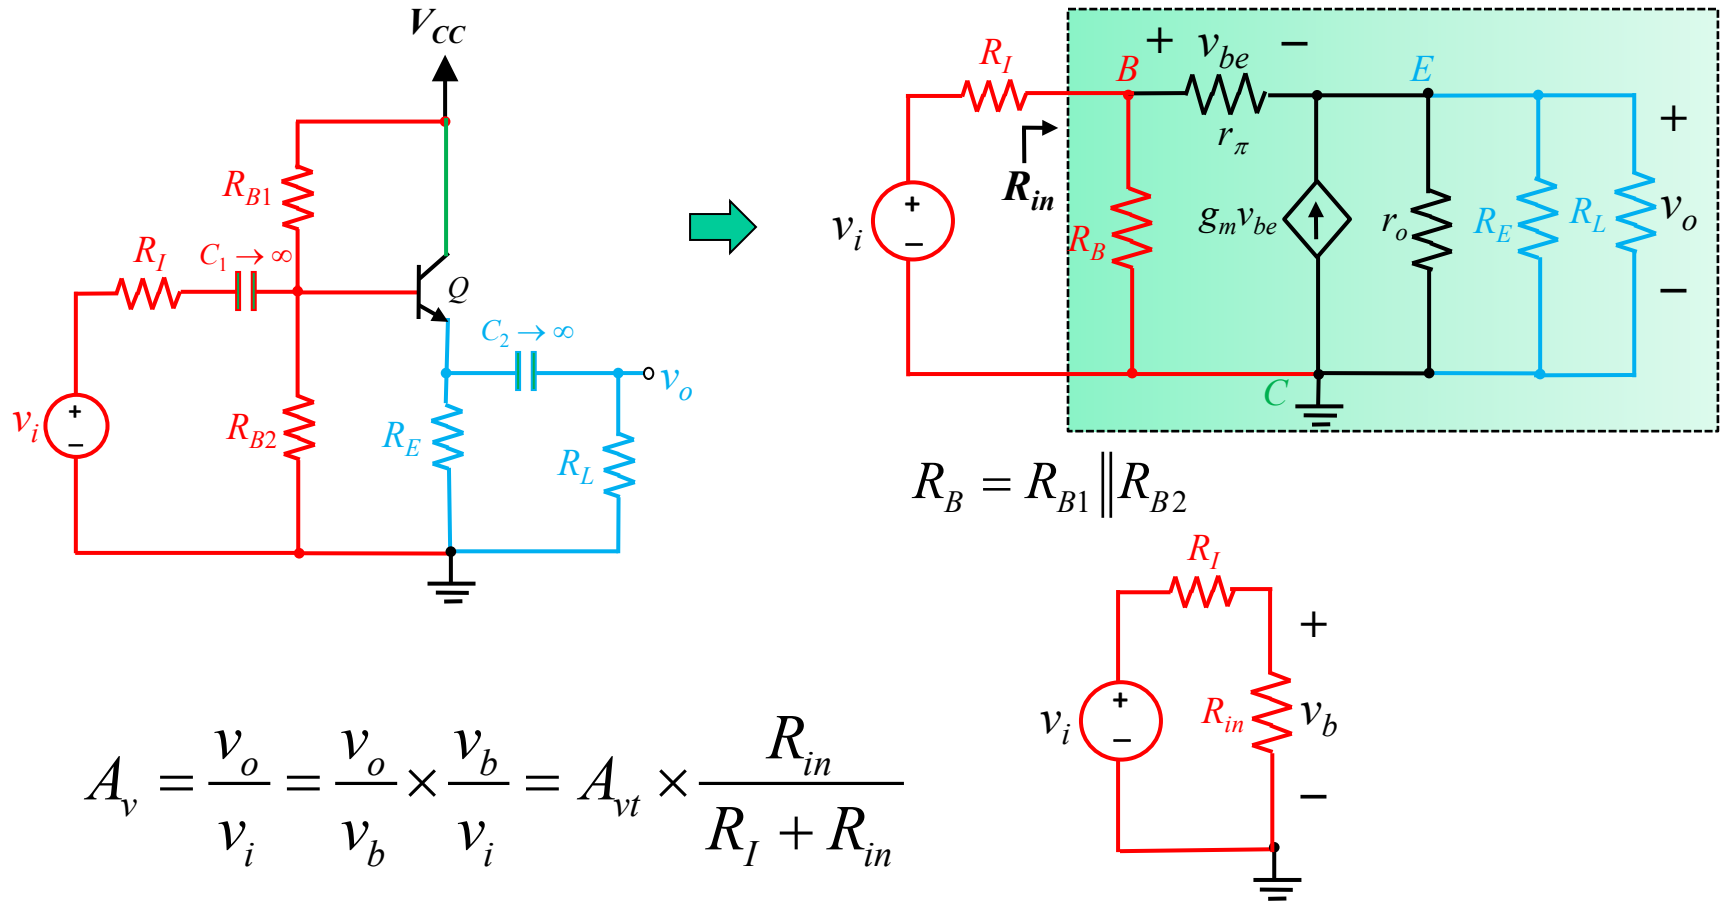 V_CC
R_B1
R_I
C_1 → ∞
Q
C_2 → ∞
v_o
v_i
+
−
R_B2
R_E
R_L
R_I
B
+ v_be −
E
r_π
R_in
v_i
+
−
R_B
g_m v_be
r_o
R_E
R_L
+
v_o
−
C
R_B = R_B1 || R_B2
R_I
+
v_i
+
−
R_in
v_b
−
A_v = v_o / v_i = v_o / v_b × v_b / v_i = A_vt × R_in / (R_I + R_in)